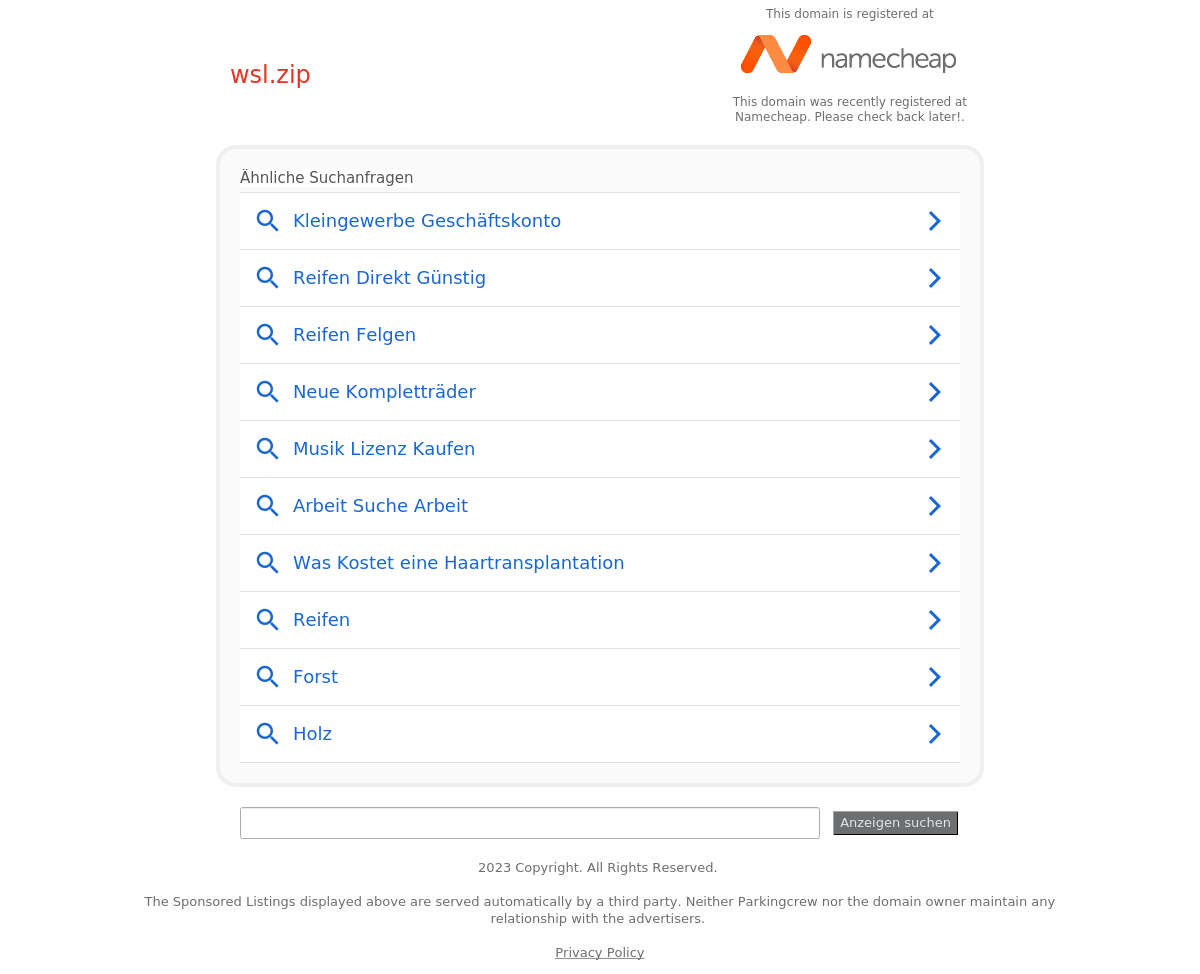 This domain is registered at
namecheap
wsl.zip
This domain was recently registered at
Namecheap. Please check back later!.
Ähnliche Suchanfragen
Kleingewerbe Geschäftskonto
Reifen Direkt Günstig
Reifen Felgen
Neue Kompletträder
Musik Lizenz Kaufen
Arbeit Suche Arbeit
Was Kostet eine Haartransplantation
Reifen
Forst
Holz
Anzeigen suchen
2023 Copyright. All Rights Reserved.
The Sponsored Listings displayed above are served automatically by a third party. Neither Parkingcrew nor the domain owner maintain any
relationship with the advertisers.
Privacy Policy